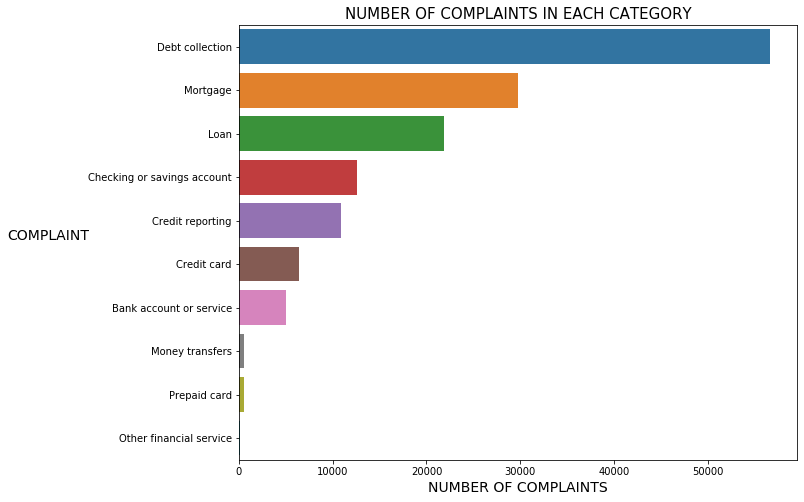 NUMBER OF COMPLAINTS IN EACH CATEGORY
Debt collection
Mortgage
Loan
Checking or savings account
Credit reporting
COMPLAINT
Credit card
Bank account or service
Money transfers
Prepaid card
Other financial service
0 10000 20000 30000 40000 50000
NUMBER OF COMPLAINTS